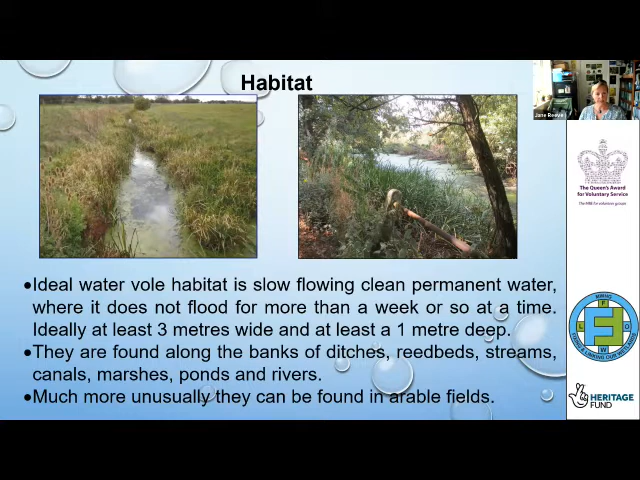 Habitat
Jane Reeve
The Queen's Award
for Voluntary Service
The MBE for volunteer groups
●Ideal water vole habitat is slow flowing clean permanent water,
where it does not flood for more than a week or so at a time.
Ideally at least 3 metres wide and at least a 1 metre deep.
●They are found along the banks of ditches, reedbeds, streams,
canals, marshes, ponds and rivers.
●Much more unusually they can be found in arable fields.
F
L O
W
HERITAGE
FUND